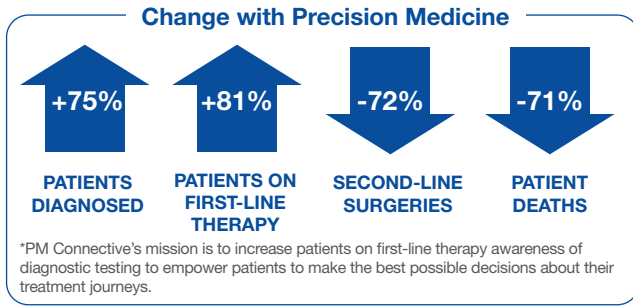 Change with Precision Medicine
+75%
+81%
-72%
-71%
PATIENTS
DIAGNOSED
PATIENTS ON
FIRST-LINE
THERAPY
SECOND-LINE
SURGERIES
PATIENT
DEATHS
*PM Connective's mission is to increase patients on first-line therapy awareness of
diagnostic testing to empower patients to make the best possible decisions about their
treatment journeys.